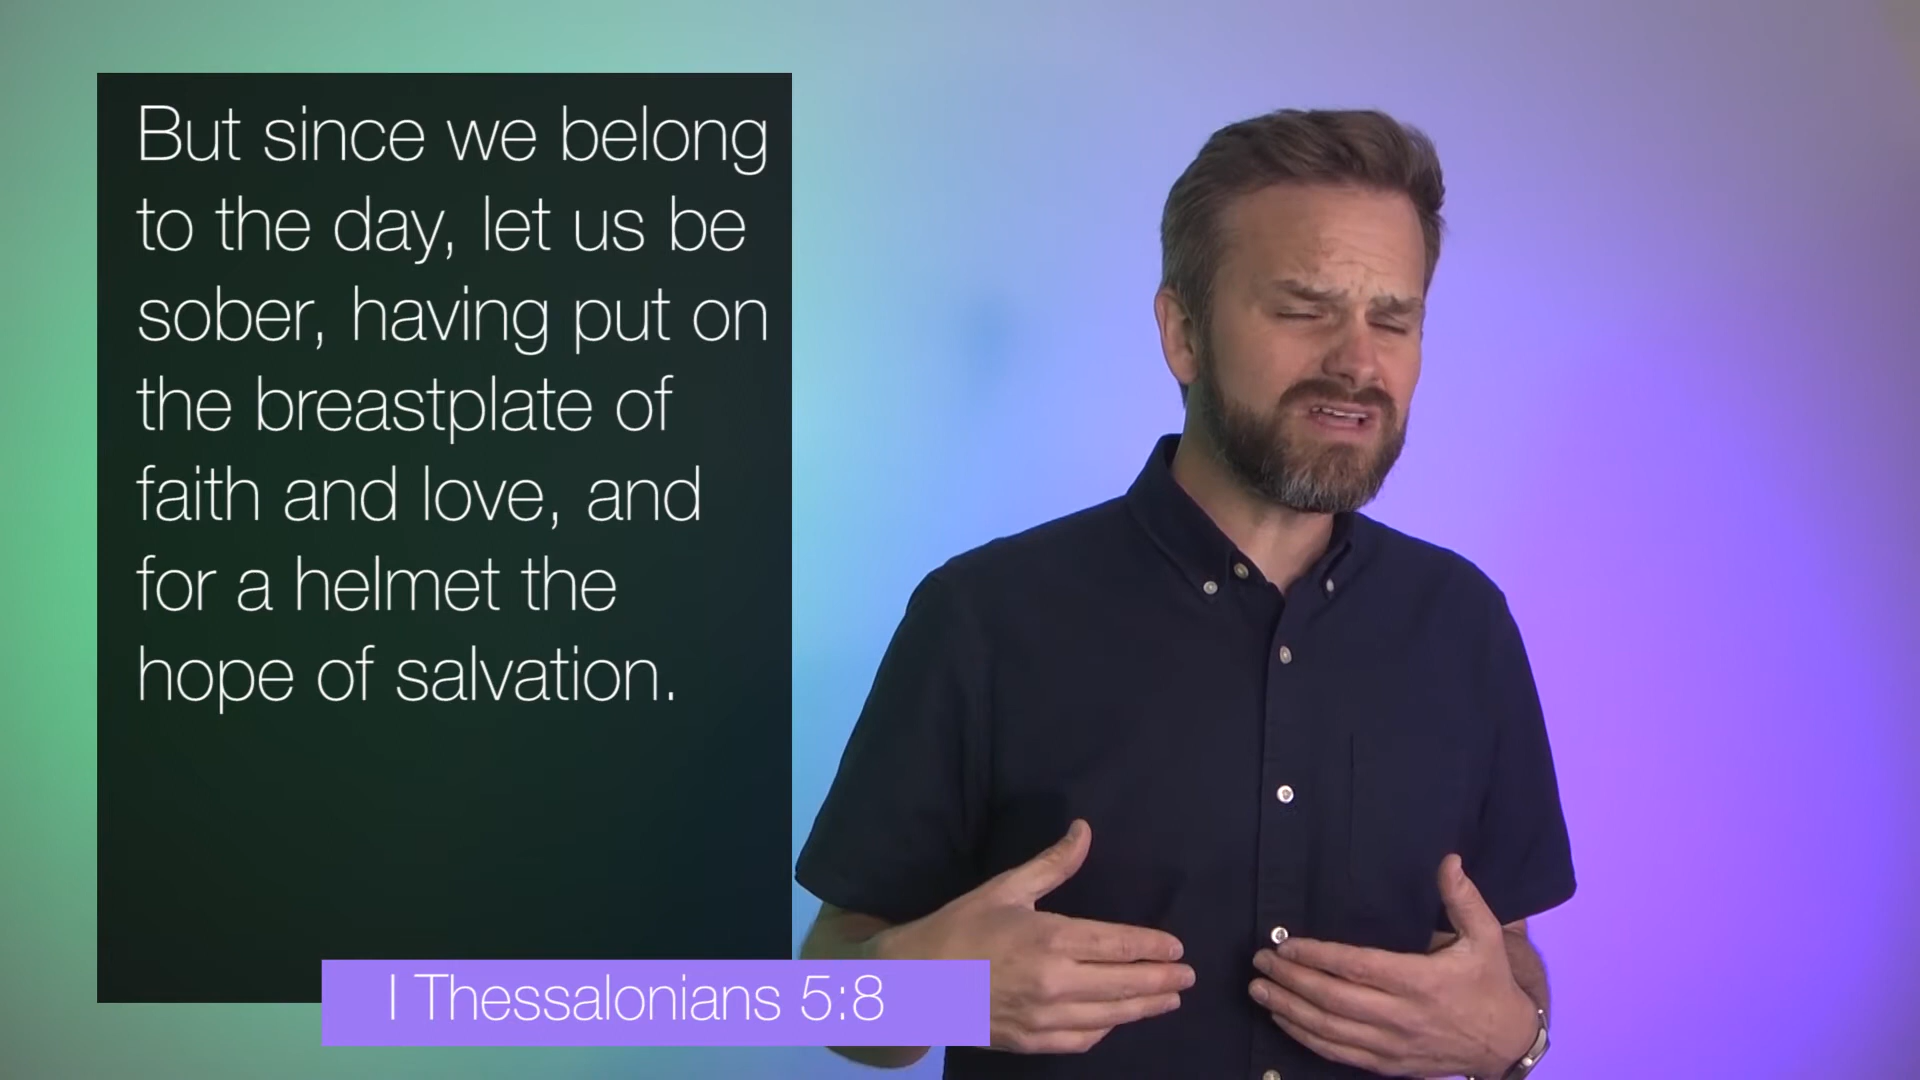 But since we belong
to the day, let us be
sober, having put on
the breastplate of
faith and love, and
for a helmet the
hope of salvation.
I Thessalonians 5:8